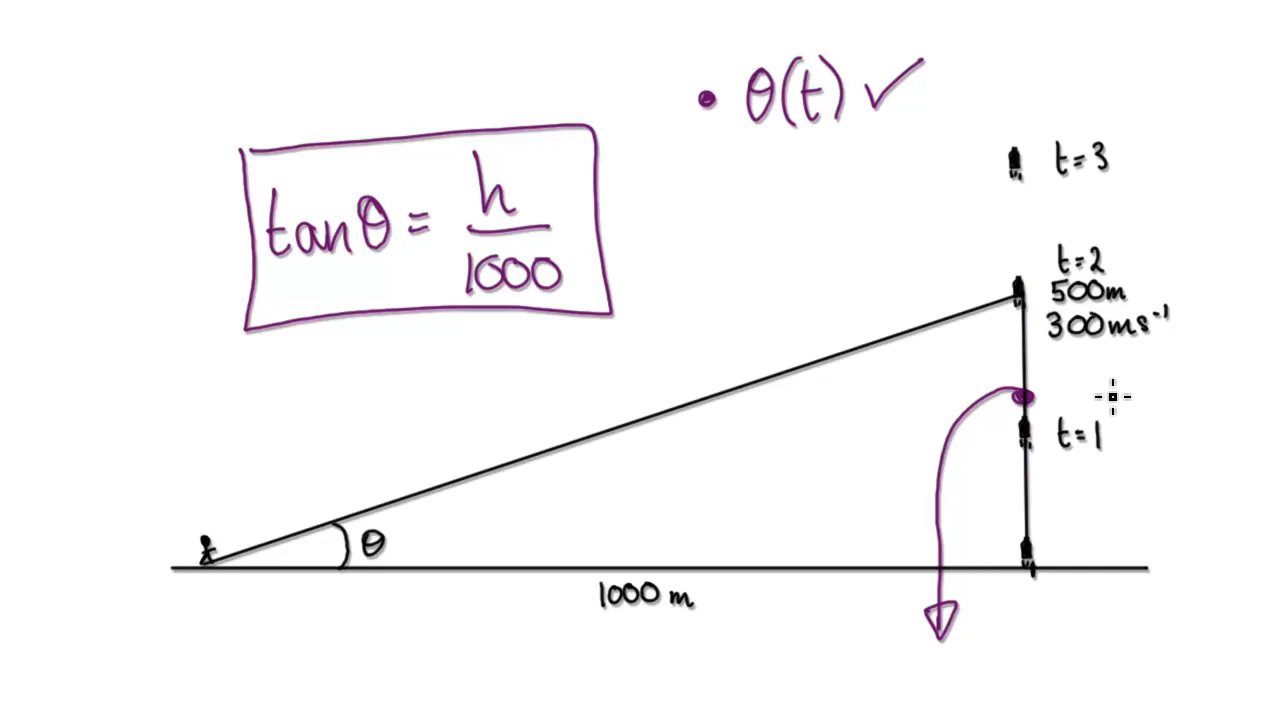 • θ(t) ✓
tanθ = h/1000
t=3
t=2
500m
300ms⁻¹
t=1
θ
1000 m